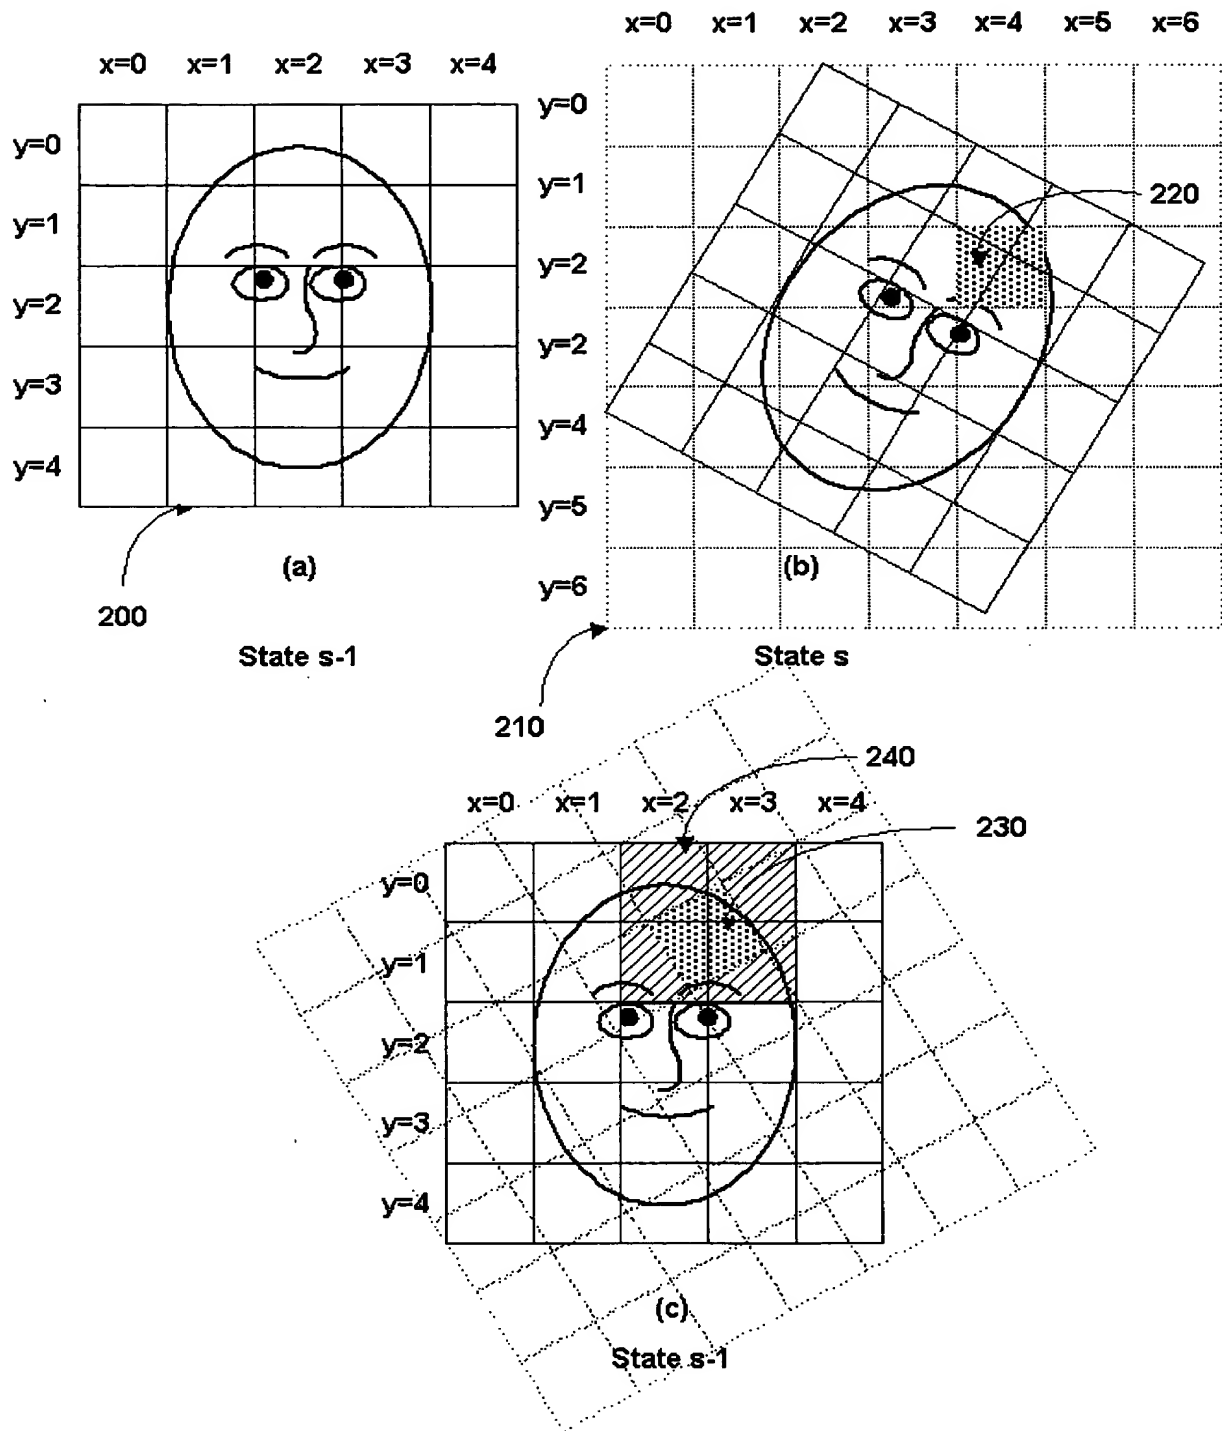 x=0 x=1 x=2 x=3 x=4 x=5 x=6
x=0 x=1 x=2 x=3 x=4
y=0
y=0
y=1
y=1
220
y=2
y=2
y=2
y=3
y=4
y=4
y=5
(a)
(b)
y=6
200
State s-1
State s
210
240
x=0 x=1 x=2 x=3 x=4
230
y=0
y=1
y=2
y=3
y=4
(c)
State s-1